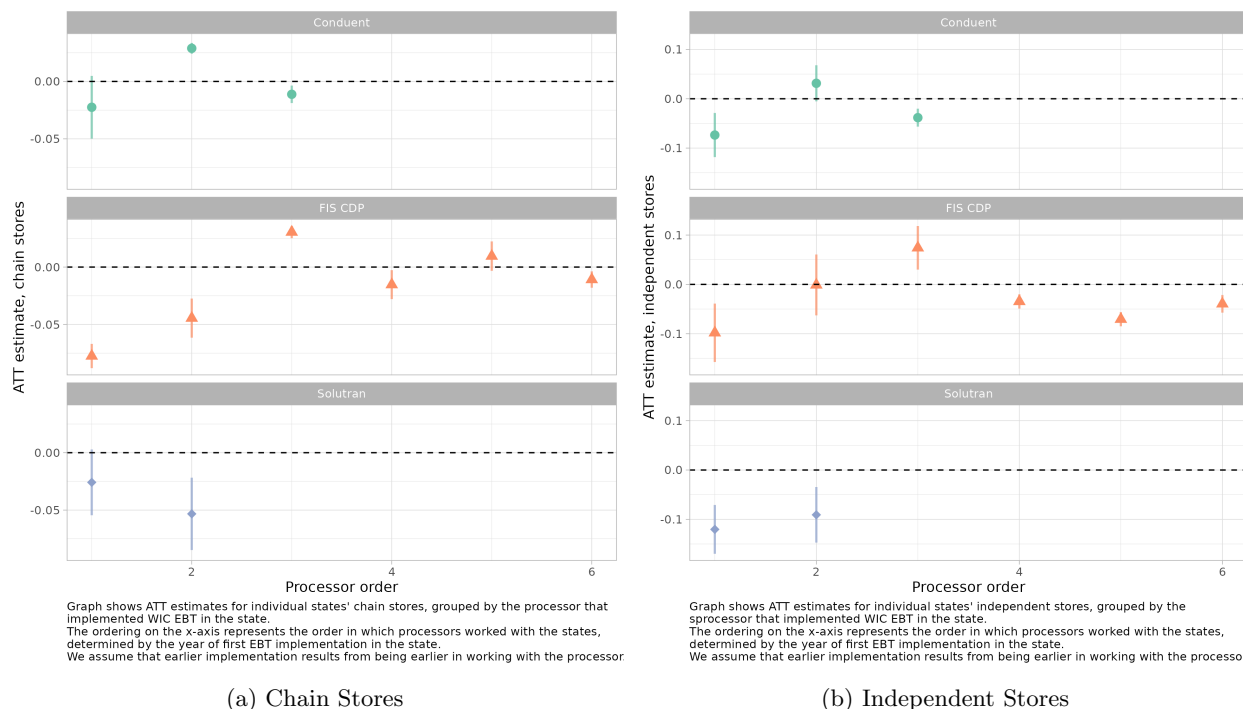 Conduent
0.00
-0.05
FIS CDP
0.00
-0.05
Solutran
0.00
-0.05
2
4
6
ATT estimate, chain stores
Processor order
Graph shows ATT estimates for individual states' chain stores, grouped by the processor that
implemented WIC EBT in the state.
The ordering on the x-axis represents the order in which processors worked with the states,
determined by the year of first EBT implementation in the state.
We assume that earlier implementation results from being earlier in working with the processor.
(a) Chain Stores
Conduent
0.1
0.0
-0.1
FIS CDP
0.1
0.0
-0.1
Solutran
0.1
0.0
-0.1
2
4
6
ATT estimate, independent stores
Processor order
Graph shows ATT estimates for individual states' independent stores, grouped by the
sprocessor that implemented WIC EBT in the state.
The ordering on the x-axis represents the order in which processors worked with the states,
determined by the year of first EBT implementation in the state.
We assume that earlier implementation results from being earlier in working with the processo
(b) Independent Stores